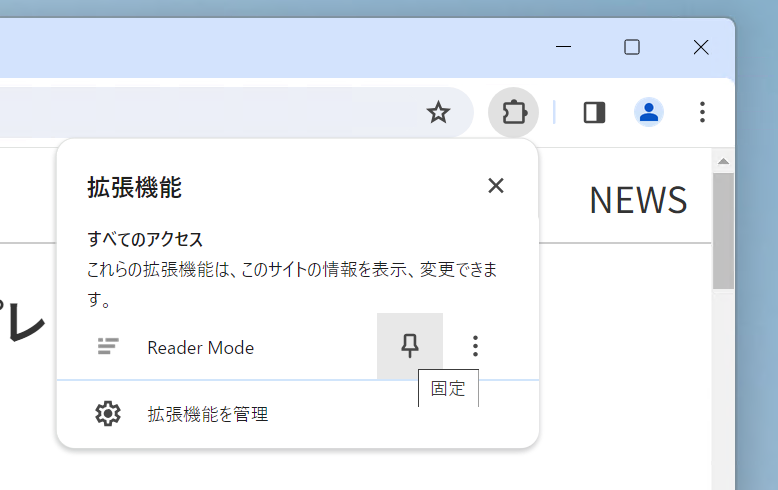 拡張機能
NEWS
すべてのアクセス
これらの拡張機能は、このサイトの情報を表示、変更できま
す。
プレ
Reader Mode
固定
拡張機能を管理